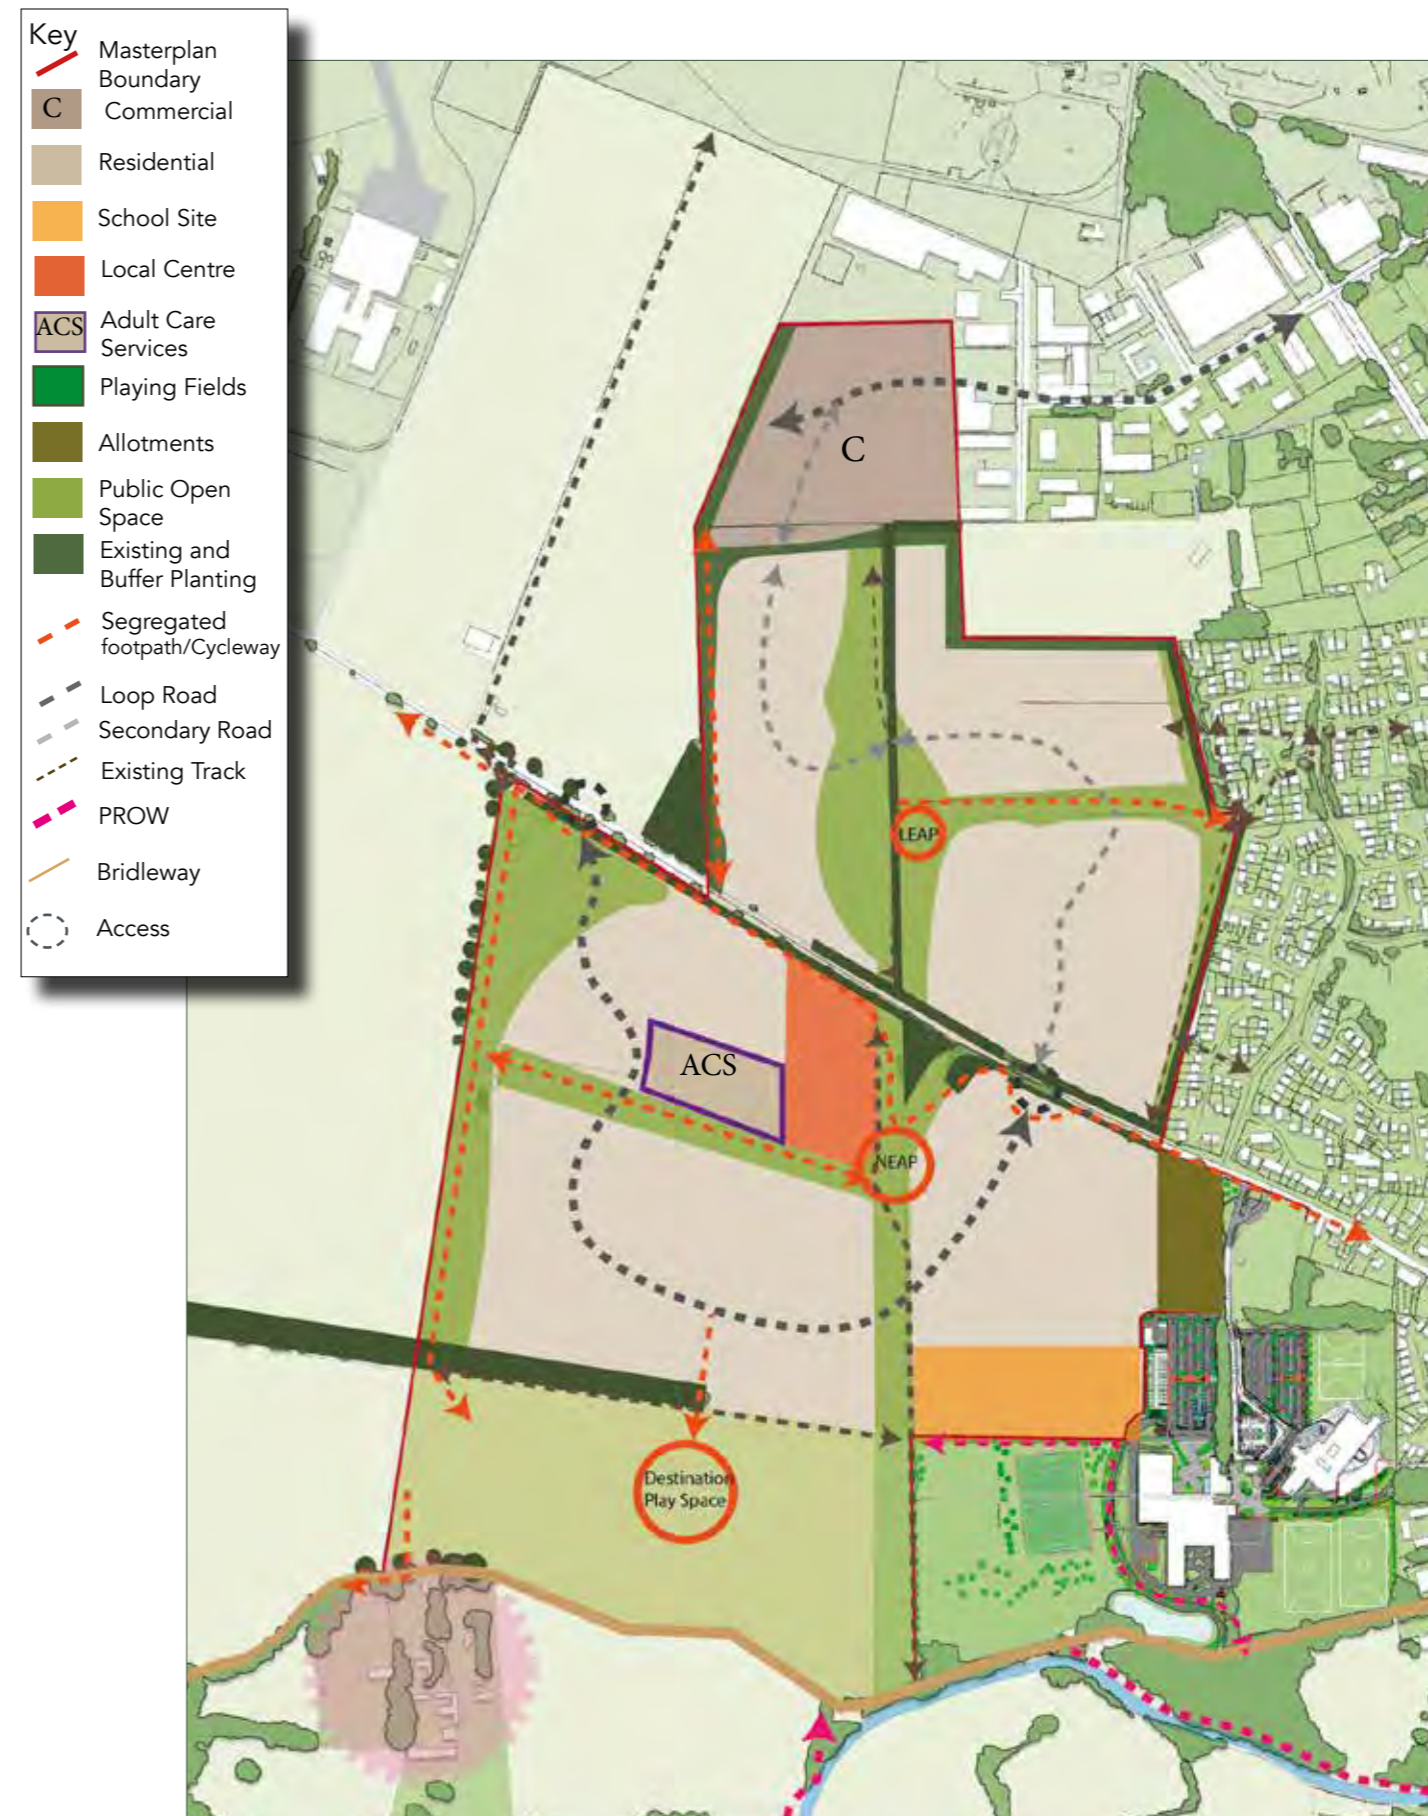 Key
Masterplan
Boundary
C
Commercial
Residential
School Site
Local Centre
ACS
Adult Care
Services
Playing Fields
Allotments
Public Open
Space
Existing and
Buffer Planting
Segregated
footpath/Cycleway
Loop Road
Secondary Road
Existing Track
PROW
Bridleway
Access
C
LEAP
ACS
NEAP
Destination
Play Space